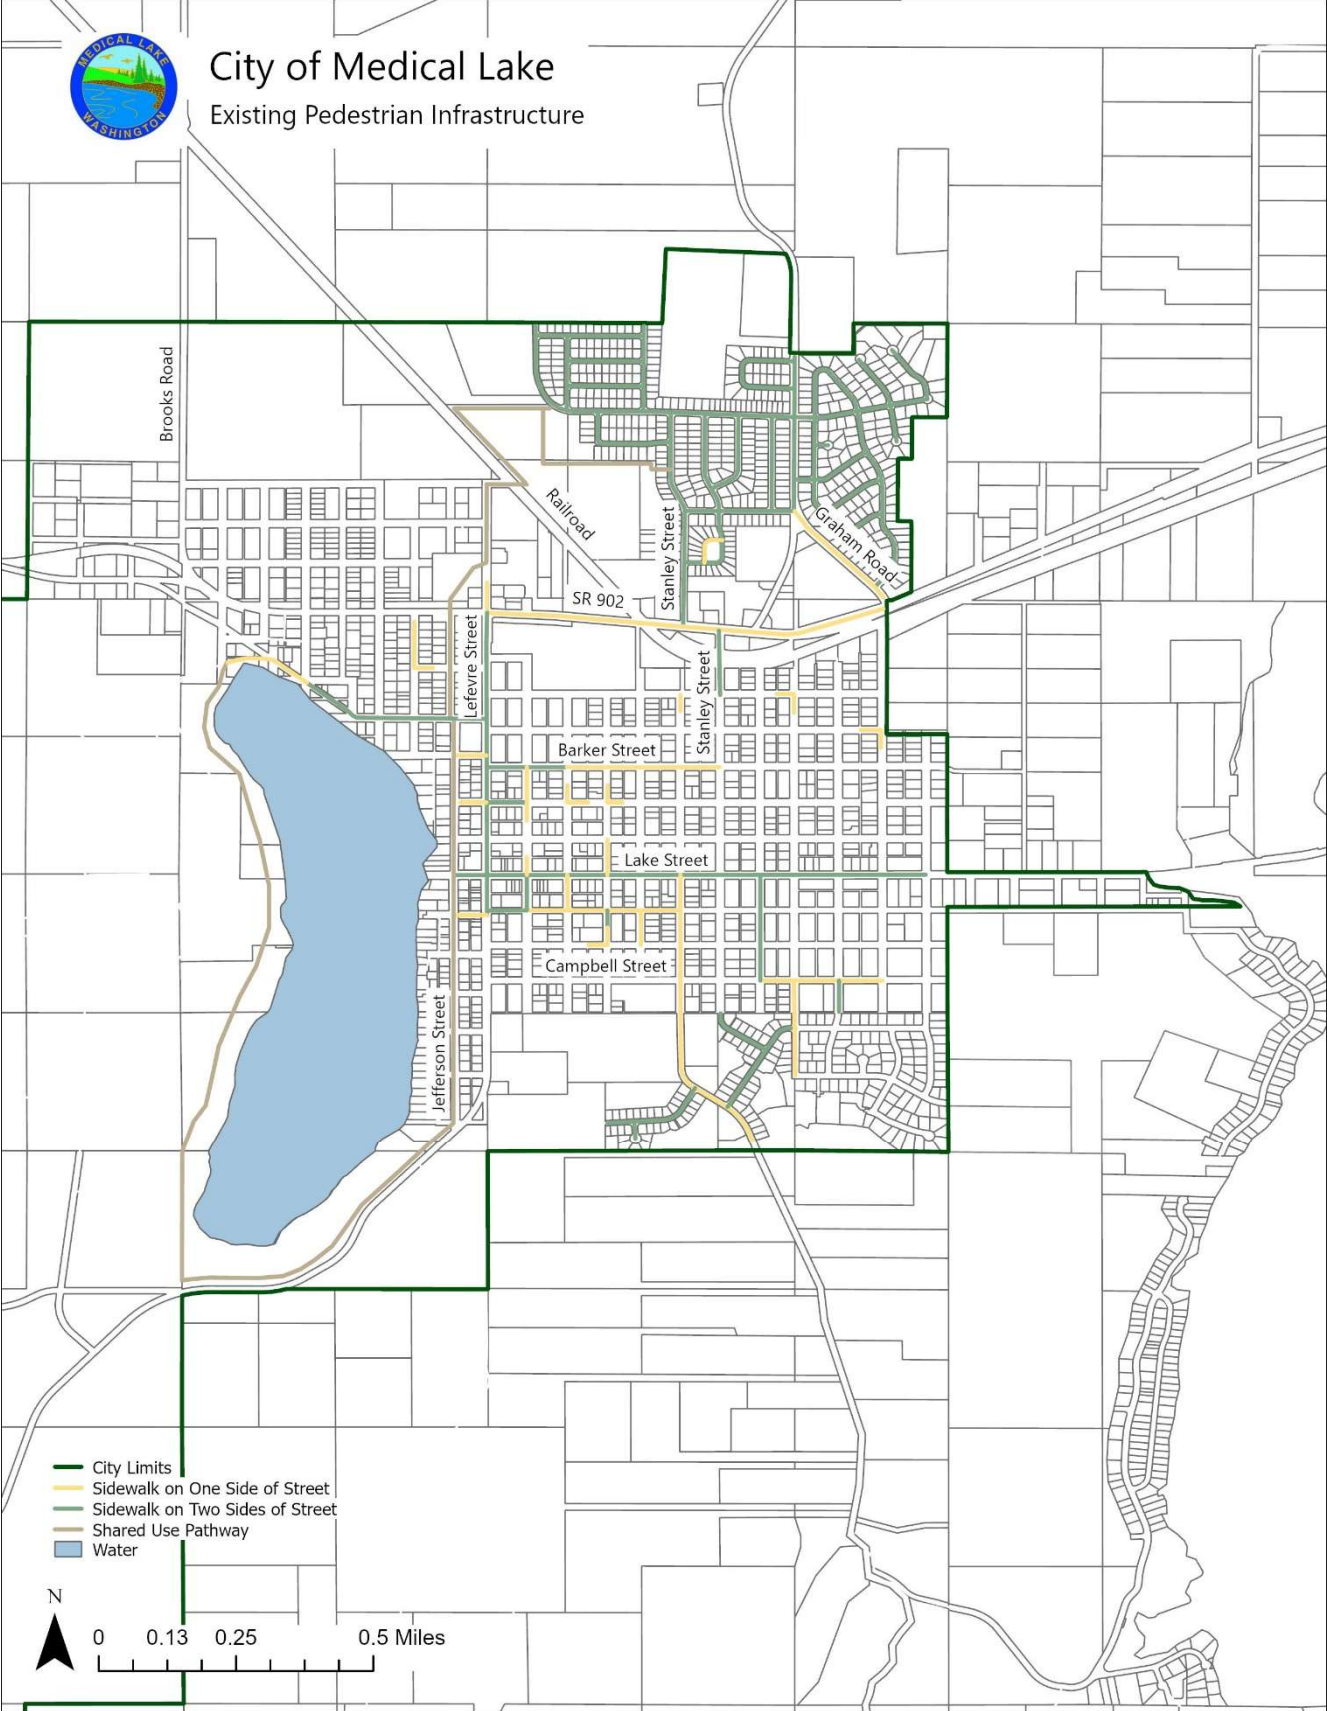 MEDICAL LAKE
WASHINGTON
City of Medical Lake
Existing Pedestrian Infrastructure
Brooks Road
Railroad
Stanley Street
Graham Road
SR 902
Lefevre Street
Stanley Street
Barker Street
Lake Street
Campbell Street
Jefferson Street
City Limits
Sidewalk on One Side of Street
Sidewalk on Two Sides of Street
Shared Use Pathway
Water
N
0 0.13 0.25 0.5 Miles